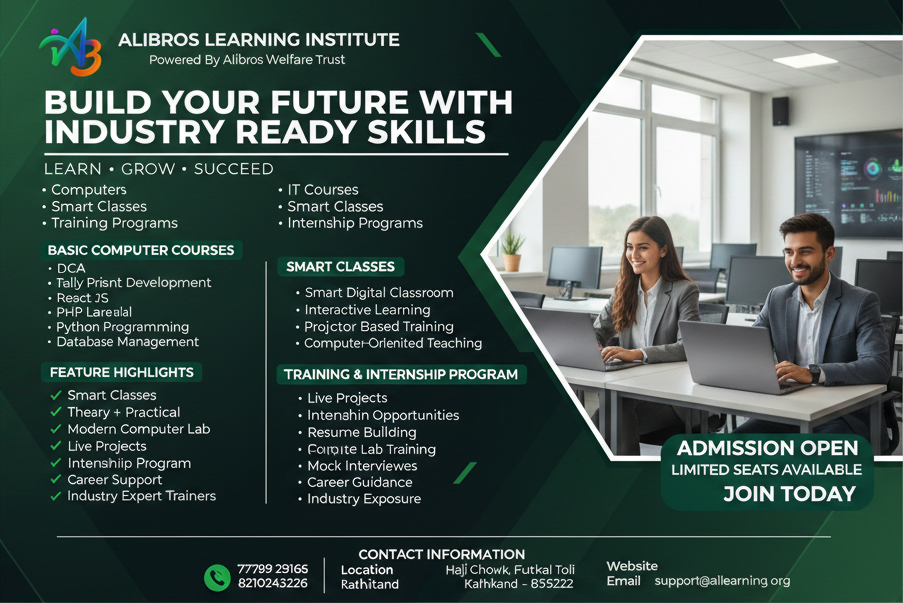 ALIBROS LEARNING INSTITUTE
Powered By Alibros Welfare Trust
BUILD YOUR FUTURE WITH
INDUSTRY READY SKILLS
LEARN • GROW • SUCCEED
• Computers
• Smart Classes
• Training Programs
• IT Courses
• Smart Classes
• Internship Programs
BASIC COMPUTER COURSES
• DCA
• Tally Prisnt Development
• React JS
• PHP
• Python Programming
• Database Management
FEATURE HIGHLIGHTS
✓ Smart Classes
✓ Theary + Practical
✓ Modern Computer Lab
✓ Live Projects
✓ Intenshiip Program
✓ Career Support
✓ Industry Expert Trainers
SMART CLASSES
• Smart Digital Classroom
• Interactive Learning
• Projctor Based Training
• Computer-Orlenited Teaching
TRAINING & INTERNSHIP PROGRAM
• Live Projects
• Intenahin Opportunities
• Resume Building
• Lab Training
• Mock Interviewes
• Career Guidance
• Industry Exposure
ADMISSION OPEN
LIMITED SEATS AVAILABLE
JOIN TODAY
CONTACT INFORMATION
77799 29165
8210243226
Location
Rathitand
Halji Chowk, Futkal Toli
Kathkand - 855222
Website
Email support@allearning.org